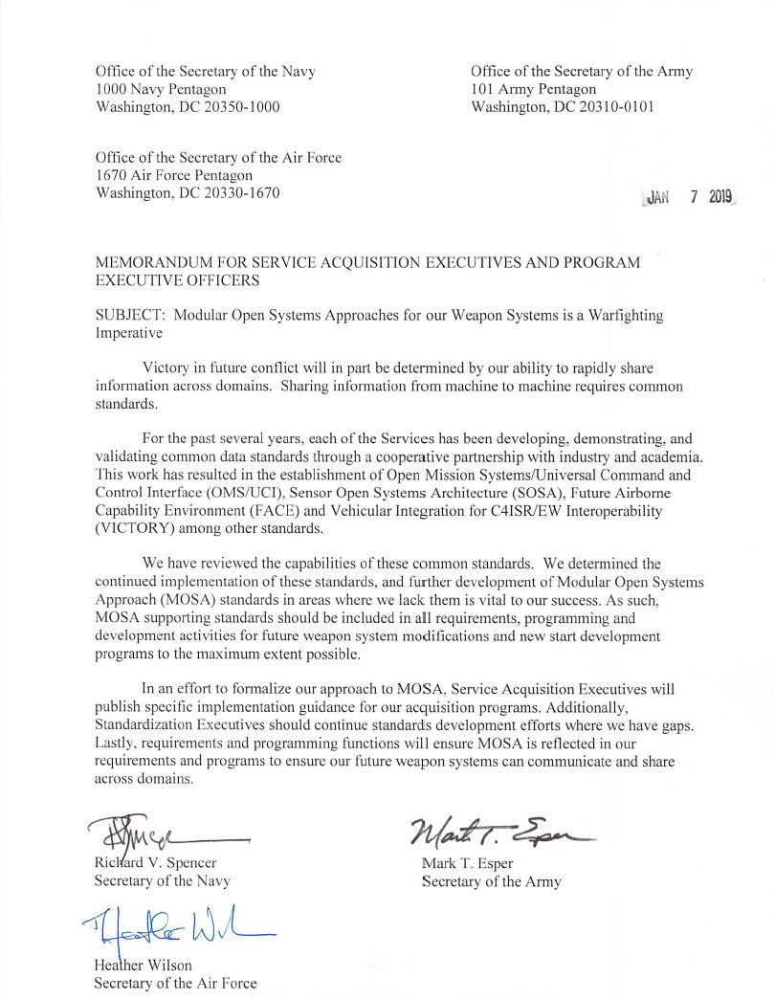 Office of the Secretary of the Navy
1000 Navy Pentagon
Washington, DC 20350-1000
Office of the Secretary of the Army
101 Army Pentagon
Washington, DC 20310-0101
Office of the Secretary of the Air Force
1670 Air Force Pentagon
Washington, DC 20330-1670
JAN 7 2019
MEMORANDUM FOR SERVICE ACQUISITION EXECUTIVES AND PROGRAM
EXECUTIVE OFFICERS
SUBJECT: Modular Open Systems Approaches for our Weapon Systems is a Warfighting
Imperative
Victory in future conflict will in part be determined by our ability to rapidly share
information across domains. Sharing information from machine to machine requires common
standards.
For the past several years, each of the Services has been developing, demonstrating, and
validating common data standards through a cooperative partnership with industry and academia.
This work has resulted in the establishment of Open Mission Systems/Universal Command and
Control Interface (OMS/UCI), Sensor Open Systems Architecture (SOSA), Future Airborne
Capability Environment (FACE) and Vehicular Integration for C4ISR/EW Interoperability
(VICTORY) among other standards.
We have reviewed the capabilities of these common standards. We determined the
continued implementation of these standards, and further development of Modular Open Systems
Approach (MOSA) standards in areas where we lack them is vital to our success. As such,
MOSA supporting standards should be included in all requirements, programming and
development activities for future weapon system modifications and new start development
programs to the maximum extent possible.
In an effort to formalize our approach to MOSA, Service Acquisition Executives will
publish specific implementation guidance for our acquisition programs. Additionally,
Standardization Executives should continue standards development efforts where we have gaps.
Lastly, requirements and programming functions will ensure MOSA is reflected in our
requirements and programs to ensure our future weapon systems can communicate and share
across domains.
Richard V. Spencer
Secretary of the Navy
Mark T. Esper
Mark T. Esper
Secretary of the Army
Heather Wilson
Secretary of the Air Force